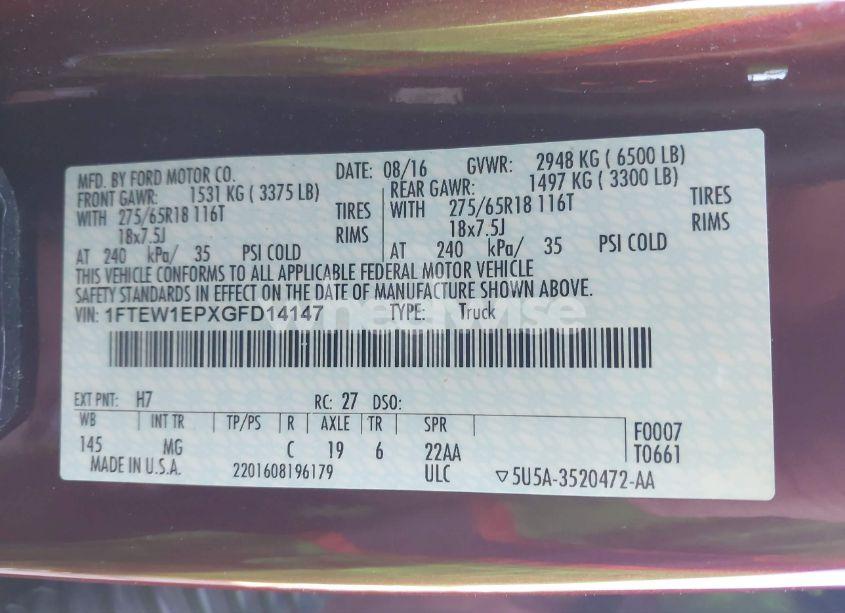 MFD. BY FORD MOTOR CO. DATE: 08/16 GVWR: 2948 KG ( 6500 LB)
FRONT GAWR: 1531 KG ( 3375 LB) REAR GAWR: 1497 KG ( 3300 LB)
WITH 275/65R18 116T TIRES WITH 275/65R18 116T TIRES
18x7.5J RIMS 18x7.5J RIMS
AT 240 kPa/ 35 PSI COLD AT 240 kPa/ 35 PSI COLD
THIS VEHICLE CONFORMS TO ALL APPLICABLE FEDERAL MOTOR VEHICLE
SAFETY STANDARDS IN EFFECT ON THE DATE OF MANUFACTURE SHOWN ABOVE.
VIN: 1FTEW1EPXGFD14147 TYPE: Truck
EXT PNT: H7 RC: 27 DSO:
WB INT TR TP/PS R AXLE TR SPR
145 MG C 19 6 22AA F0007
T0661
MADE IN U.S.A. 2201608196179 ULC ▽5U5A-3520472-AA